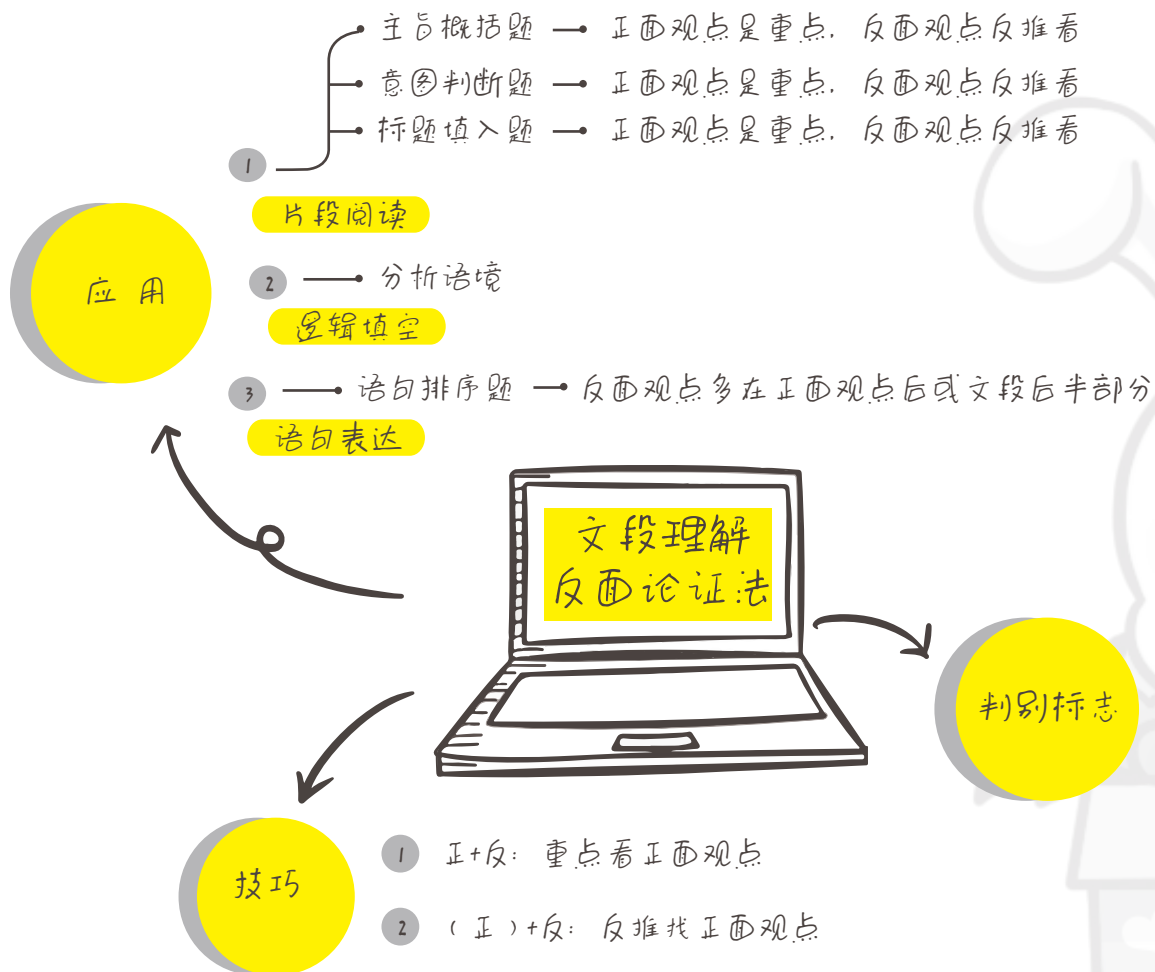 主旨概括题 正面观点是重点，反面观点反推看
意图判断题 正面观点是重点，反面观点反推看
标题填入题 正面观点是重点，反面观点反推看
1
片段阅读
应用
2 分析语境
逻辑填空
3 语句排序题 反面观点多在正面观点后或文段后半部分
语句表达
文段理解
反面论证法
判别标志
技巧
1 正+反：重点看正面观点
2 （正）+反：反推找正面观点